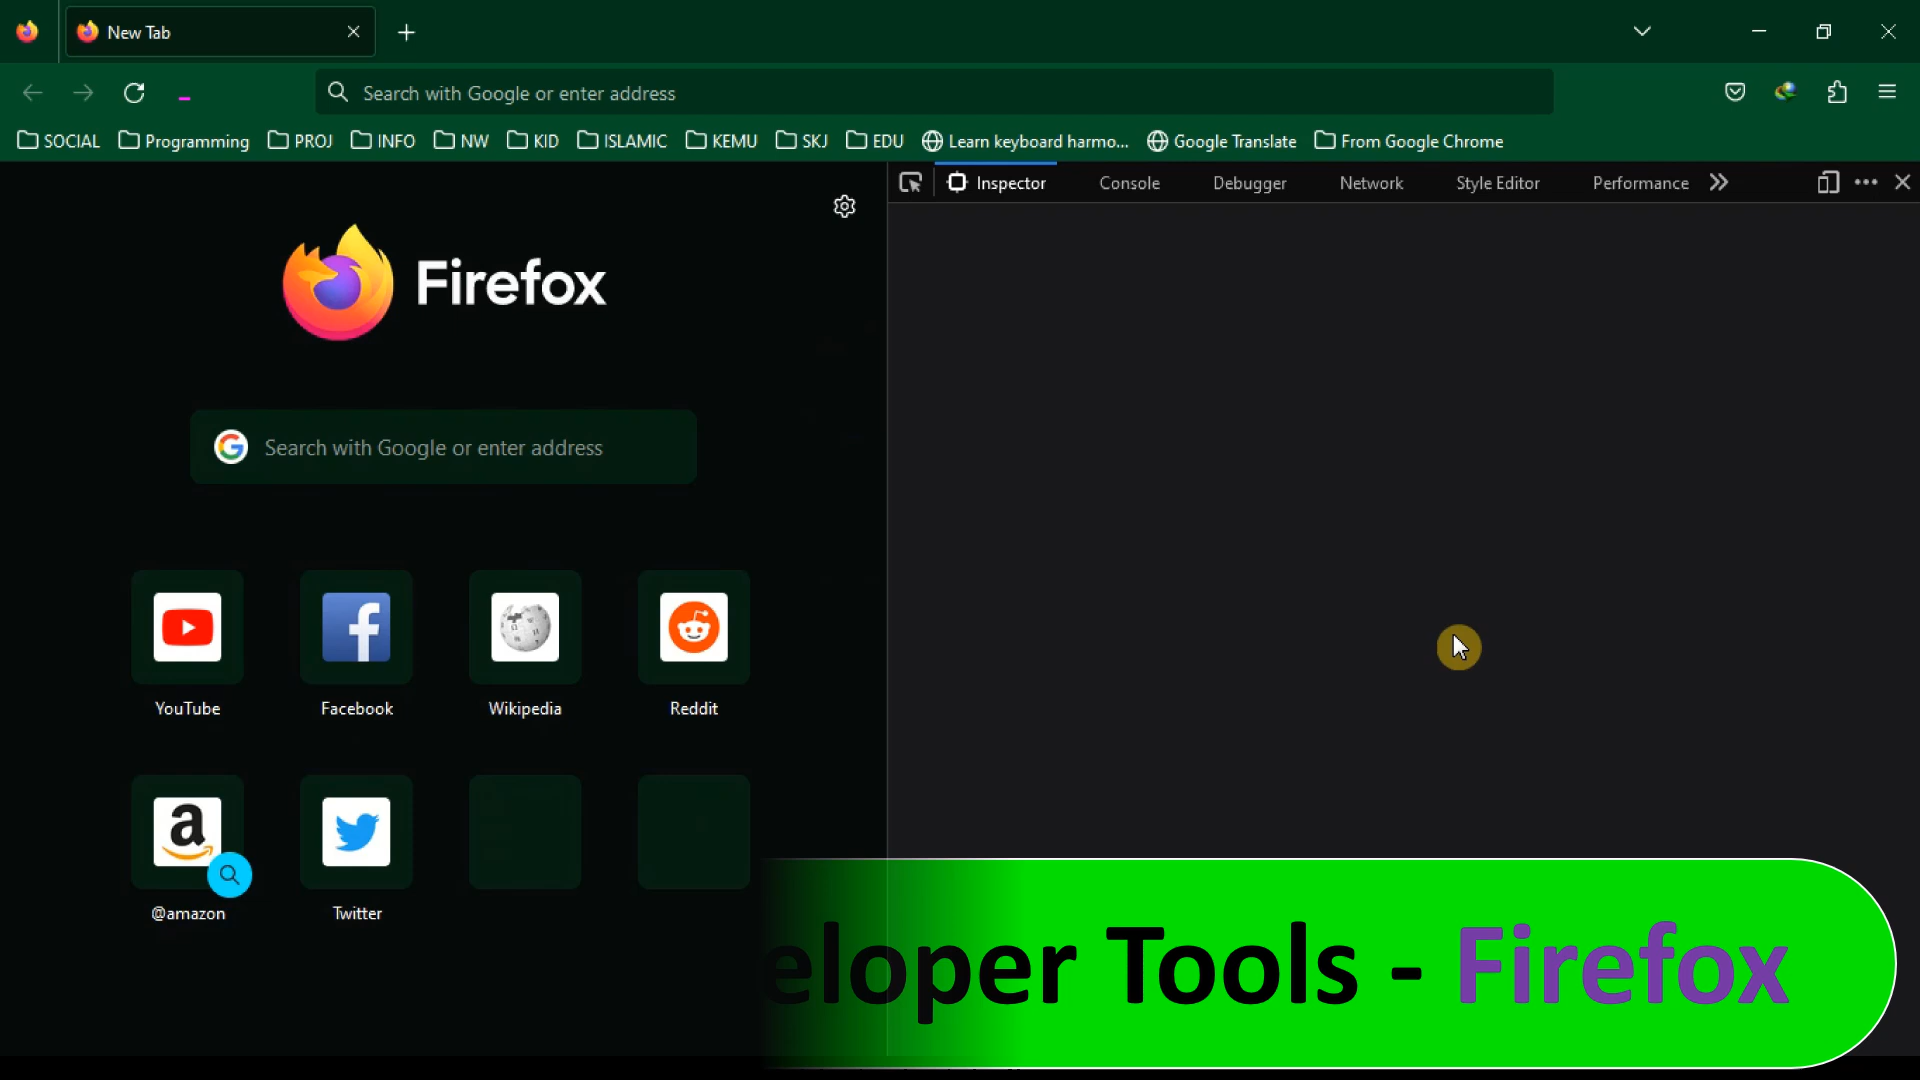 New Tab
Search with Google or enter address
SOCIAL Programming PROJ INFO NW KID ISLAMIC KEMU SKJ EDU Learn keyboard harmo... Google Translate From Google Chrome
Inspector Console Debugger Network Style Editor Performance
Firefox
Search with Google or enter address
YouTube Facebook Wikipedia Reddit
@amazon Twitter
eloper Tools - Firefox